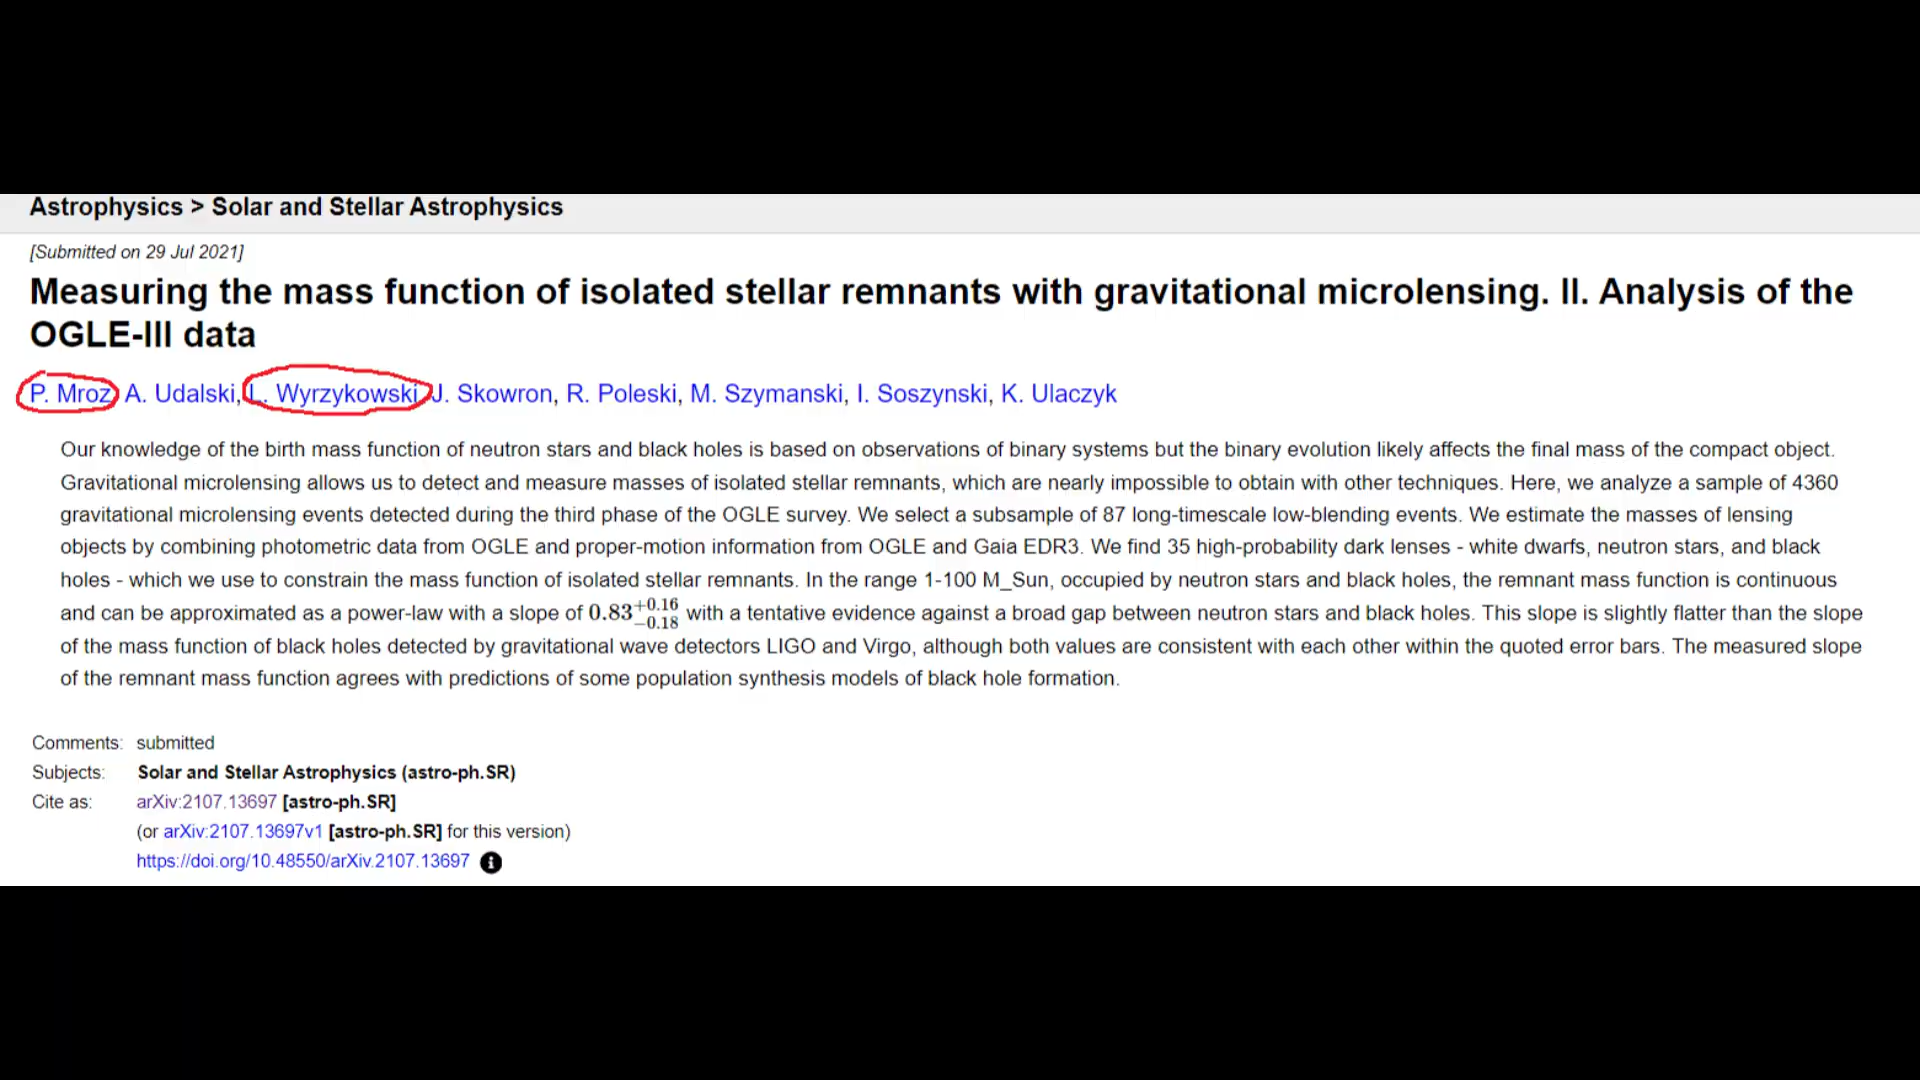 Astrophysics > Solar and Stellar Astrophysics
[Submitted on 29 Jul 2021]
Measuring the mass function of isolated stellar remnants with gravitational microlensing. II. Analysis of the
OGLE-III data
P. Mroz, A. Udalski, L. Wyrzykowski, J. Skowron, R. Poleski, M. Szymanski, I. Soszynski, K. Ulaczyk
Our knowledge of the birth mass function of neutron stars and black holes is based on observations of binary systems but the binary evolution likely affects the final mass of the compact object.
Gravitational microlensing allows us to detect and measure masses of isolated stellar remnants, which are nearly impossible to obtain with other techniques. Here, we analyze a sample of 4360
gravitational microlensing events detected during the third phase of the OGLE survey. We select a subsample of 87 long-timescale low-blending events. We estimate the masses of lensing
objects by combining photometric data from OGLE and proper-motion information from OGLE and Gaia EDR3. We find 35 high-probability dark lenses - white dwarfs, neutron stars, and black
holes - which we use to constrain the mass function of isolated stellar remnants. In the range 1-100 M_Sun, occupied by neutron stars and black holes, the remnant mass function is continuous
and can be approximated as a power-law with a slope of 0.83+0.16−0.18 with a tentative evidence against a broad gap between neutron stars and black holes. This slope is slightly flatter than the slope
of the mass function of black holes detected by gravitational wave detectors LIGO and Virgo, although both values are consistent with each other within the quoted error bars. The measured slope
of the remnant mass function agrees with predictions of some population synthesis models of black hole formation.
Comments: submitted
Subjects: Solar and Stellar Astrophysics (astro-ph.SR)
Cite as: arXiv:2107.13697 [astro-ph.SR]
(or arXiv:2107.13697v1 [astro-ph.SR] for this version)
https://doi.org/10.48550/arXiv.2107.13697